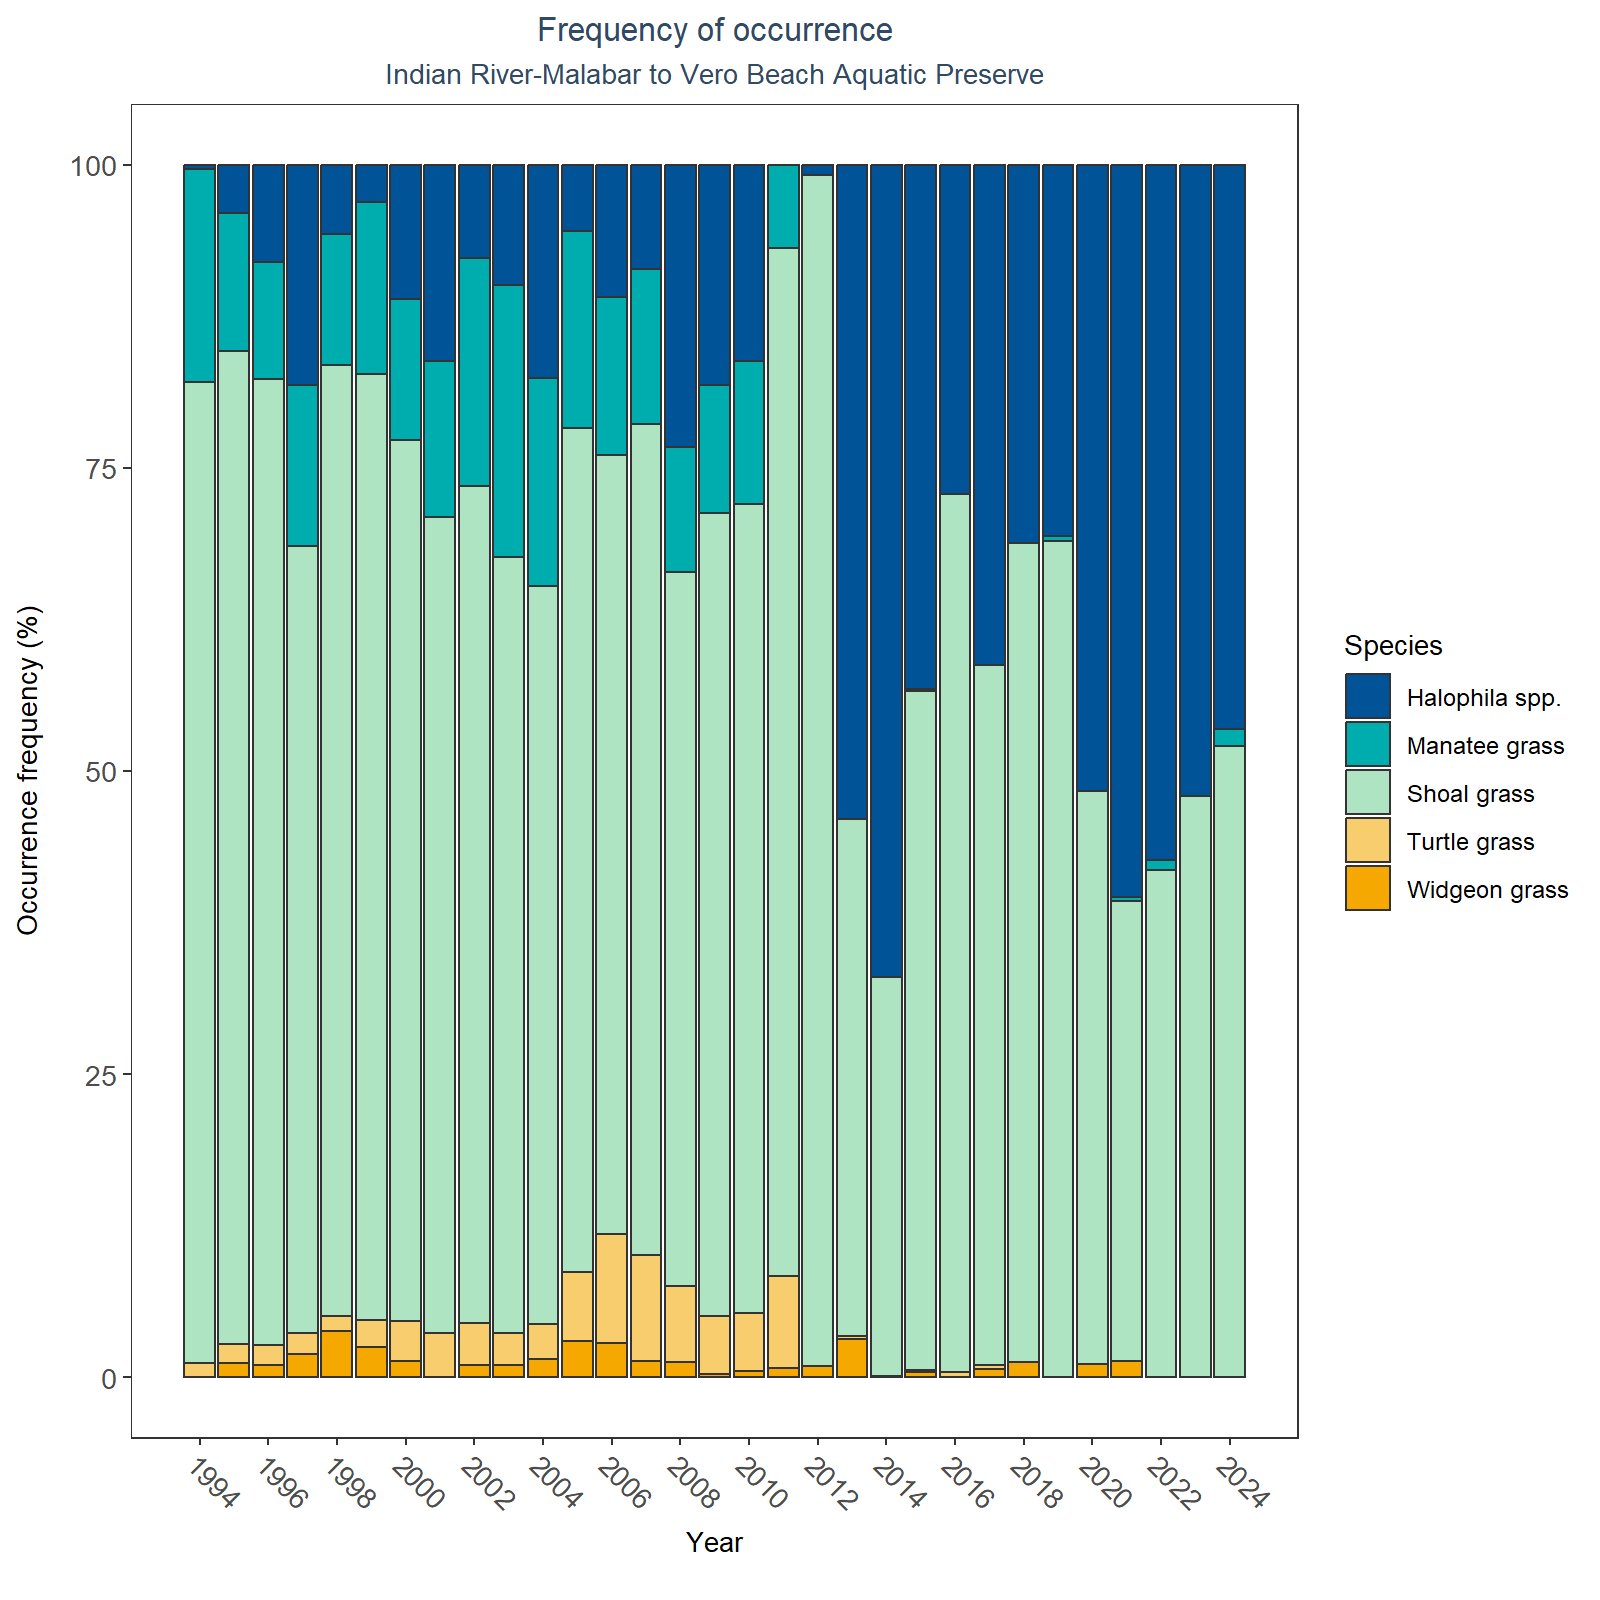 Frequency of occurrence
Indian River-Malabar to Vero Beach Aquatic Preserve
100
75
50
25
0
Occurrence frequency (%)
1994
1996
1998
2000
2002
2004
2006
2008
2010
2012
2014
2016
2018
2020
2022
2024
Year
Species
Halophila spp.
Manatee grass
Shoal grass
Turtle grass
Widgeon grass